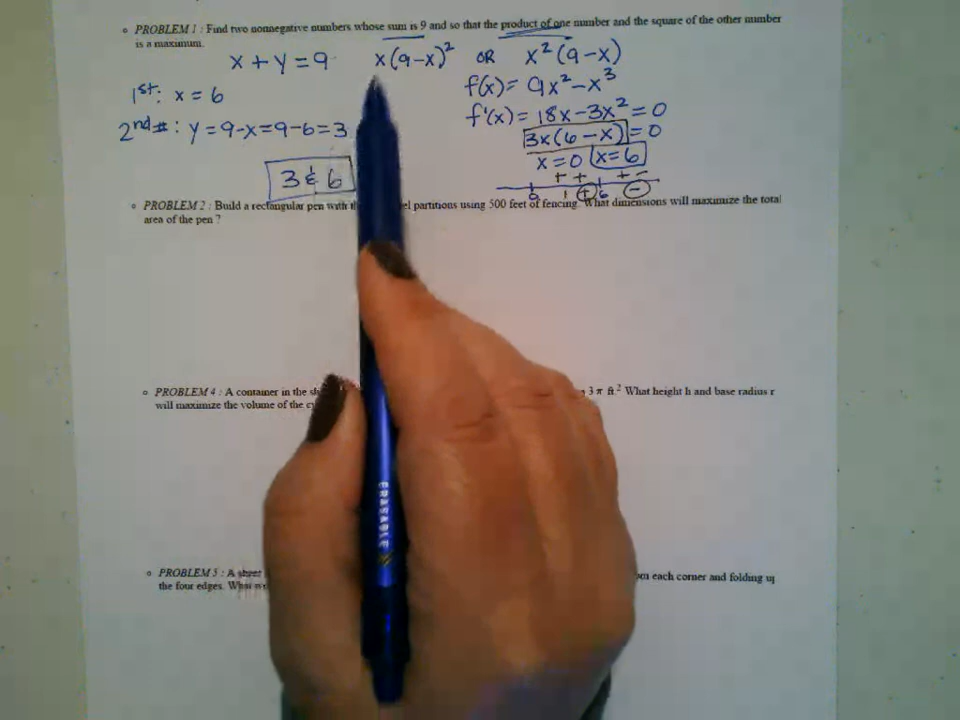 PROBLEM 1 : Find two nonnegative numbers whose sum is 9 and so that the product of one number and the square of the other number
is a maximum.
x + y = 9 x(9-x)² OR x²(9-x)
1st: x = 6 f(x) = 9x² - x³
f'(x) = 18x - 3x² = 0
2nd #: y = 9-x = 9-6 = 3 3x(6-x) = 0
x = 0 x = 6
3 & 6 + + + -
0 1 + 6 -
PROBLEM 2 : Build a rectangular pen with partitions using 500 feet of fencing. What dimensions will maximize the total
area of the pen ?
PROBLEM 4 : A container in the 3 π ft.² What height h and base radius r
will maximize the volume of the
PROBLEM 5 : A sheet each corner and folding up
the four edges. What
ERASABLE